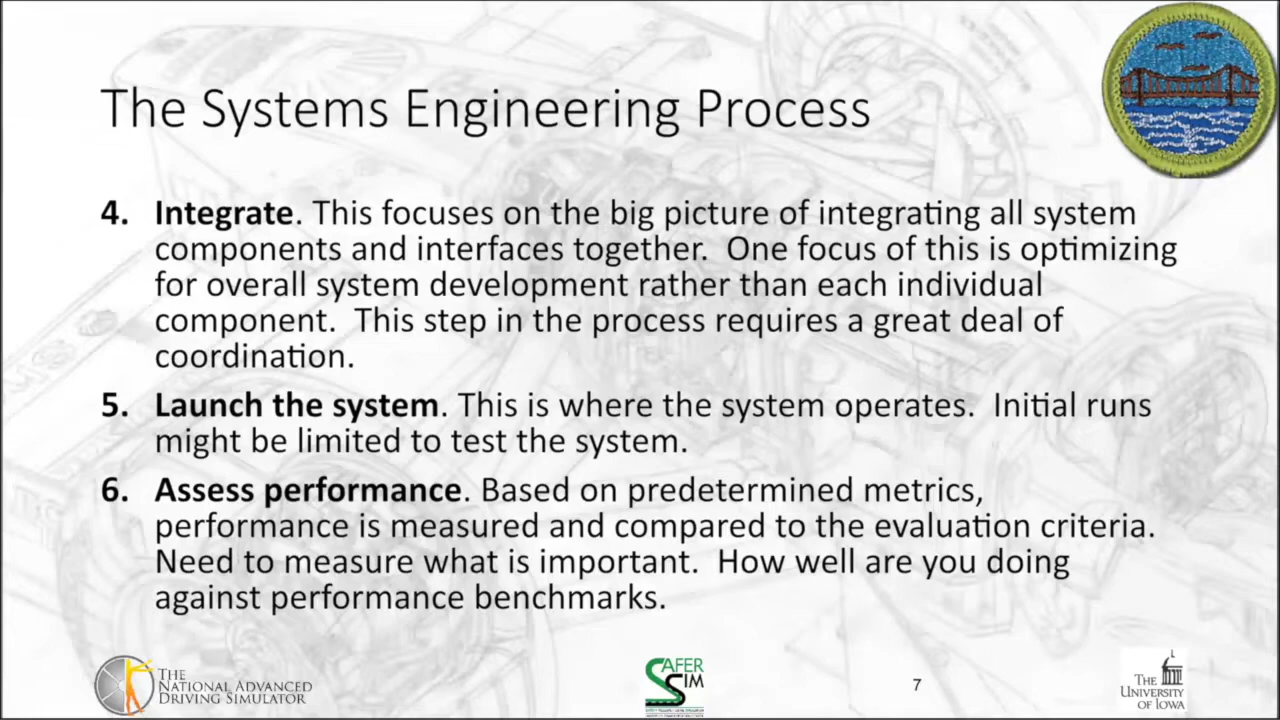 The Systems Engineering Process
4. Integrate. This focuses on the big picture of integrating all system
components and interfaces together. One focus of this is optimizing
for overall system development rather than each individual
component. This step in the process requires a great deal of
coordination.
5. Launch the system. This is where the system operates. Initial runs
might be limited to test the system.
6. Assess performance. Based on predetermined metrics,
performance is measured and compared to the evaluation criteria.
Need to measure what is important. How well are you doing
against performance benchmarks.
THE
NATIONAL ADVANCED
DRIVING SIMULATOR
SAFER
SIM
7
THE
UNIVERSITY
OF IOWA